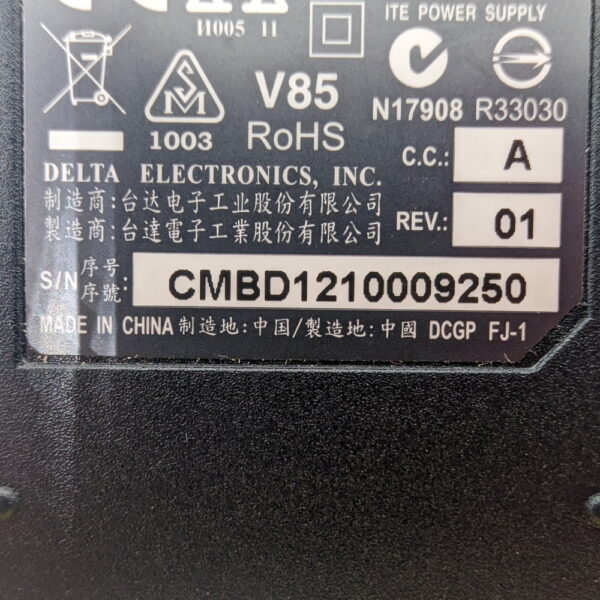 ITE POWER SUPPLY
II005 11
V85
N17908 R33030
1003 RoHS
C.C.: A
DELTA ELECTRONICS, INC.
制造商:台达电子工业股份有限公司
製造商:台達電子工業股份有限公司
REV.: 01
S/N 序号 序號: CMBD1210009250
MADE IN CHINA 制造地:中国/製造地:中國 DCGP FJ-1